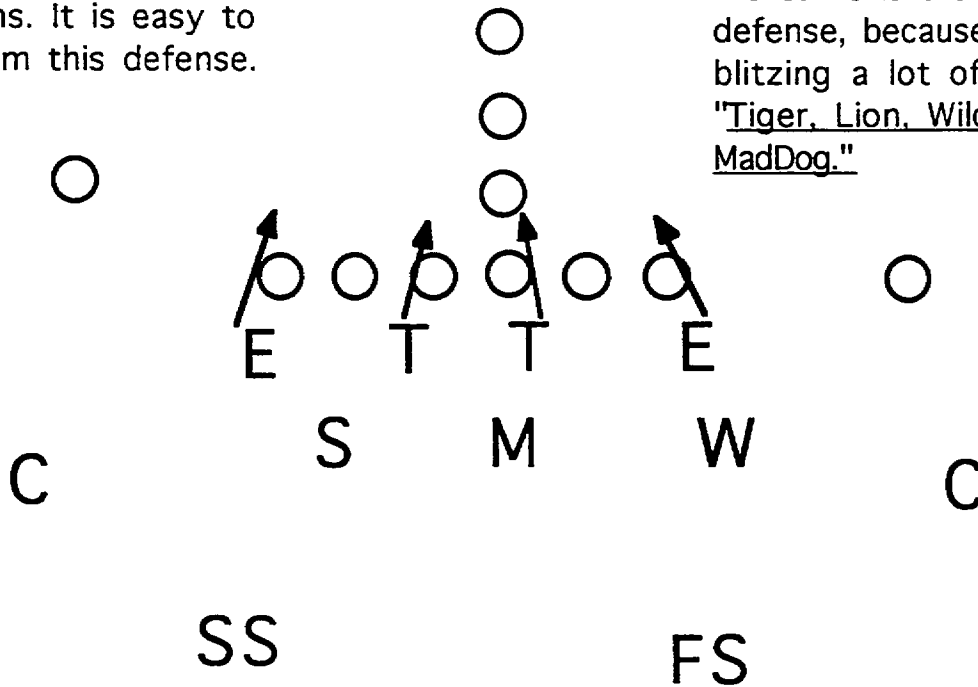 ns. It is easy to
m this defense.
defense, because
blitzing a lot of
"Tiger, Lion, Wild
MadDog."
E T T E
S M W
C C
SS FS